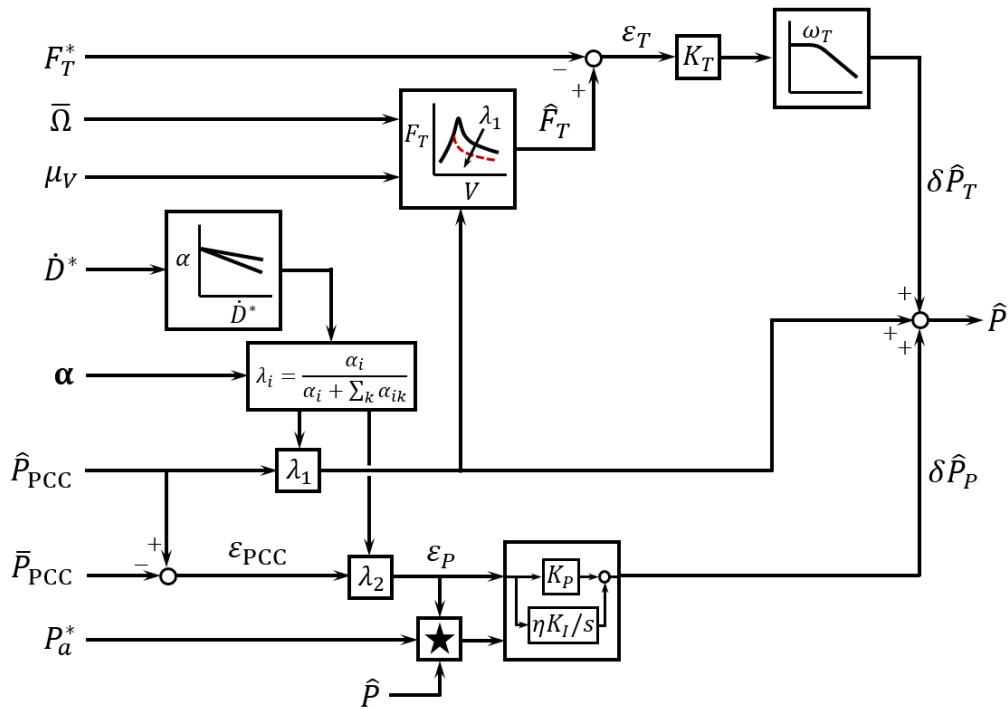 F_T^*
Ω̄
μ_V
Ḋ^*
α
P̂_PCC
P̄_PCC
P_a^*
F_T
λ_1
V
F̂_T
−
+
ε_T
K_T
ω_T
δP̂_T
α
Ḋ^*
λ_i = α_i / (α_i + ∑_k α_ik)
λ_1
+
+
+
P̂
δP̂_P
+
−
ε_PCC
λ_2
ε_P
K_P
ηK_I/s
★
P̂